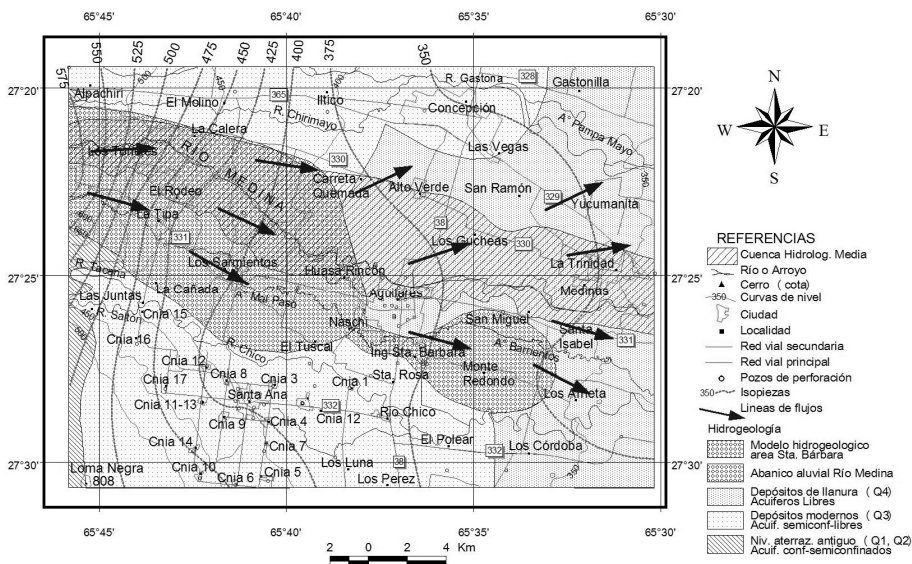 65°45'
65°40'
65°35'
65°30'
575
550
525
500
475
450
425
400
375
350
27°20'
27°20'
27°25'
27°25'
27°30'
27°30'
Alpachiri
El Molino
365
Iltico
400
R. Gastona
328
Gastonilla
Concepción
R. Chirimayo
A° Pampa Mayo
La Calera
Las Vegas
RIO MEDINA
330
Carreta
Quemada
Alto Verde
San Ramón
329
350
Yucumanita
El Rodeo
La Tipa
38
331
Los Gucheas
330
Los Sarmientos
La Trinidad
R. Tacana
Huasa Rincón
Medinas
La Cañada
A° Mal Paso
Aguilares
Las Juntas
Cnia 15
R. Saltón
Naschi
San Miguel
Santa
Isabel
331
Cnia 16
R. Chico
El Tuscal
Ing Sta. Bárbara
A° Barrientos
Cnia 12
Cnia 8
Cnia 17
Cnia 3
Cnia 1
Sta. Rosa
Monte
Redondo
Santa Ana
Los Arrieta
Cnia 11-13
332
Cnia 9
Cnia 4
Cnia 12
Río Chico
Cnia 14
Cnia 7
El Polear
332
Los Córdoba
Loma Negra
808
Cnia 10
Cnia 6
Cnia 5
Los Luna
38
Los Perez
350
65°45'
65°40'
65°35'
65°30'
2 0 2 4 Km
N
W
E
S
REFERENCIAS
Cuenca Hidrolog. Media
Río o Arroyo
Cerro ( cota)
350
Curvas de nivel
Ciudad
Localidad
Red vial secundaria
Red vial principal
Pozos de perforación
350
Isopiezas
Lineas de flujos
Hidrogeología
Modelo hidrogeologico
area Sta. Bárbara
Abanico aluvial Río Medina
Depósitos de llanura ( Q4)
Acuiferos Libres
Depósitos modernos ( Q3)
Acuif. semiconf-libres
Niv. aterraz. antiguo ( Q1, Q2)
Acuif. conf-semiconfinados